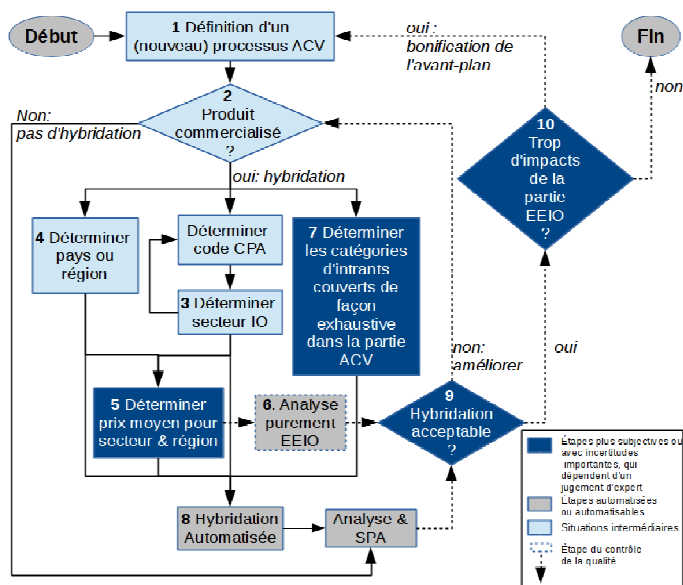 Début
1 Définition d'un
(nouveau) processus ACV
oui :
bonification de
l'avant-plan
Fin
non
Non:
pas d'hybridation
2
Produit
commercialisé
?
oui: hybridation
10
Trop
d'impacts
de la
partie
EEIO
?
4 Déterminer
pays ou
région
Déterminer
code CPA
3 Déterminer
secteur IO
7 Déterminer
les catégories
d'intrants
couverts de
façon
exhaustive
dans la partie
ACV
non:
améliorer
oui
5 Déterminer
prix moyen pour
secteur & région
6. Analyse
purement
EEIO
9
Hybridation
acceptable
?
8 Hybridation
Automatisée
Analyse &
SPA
Étapes plus subjectives ou
avec incertitudes
importantes, qui
dépendent d'un
jugement d'expert
Étapes automatisées
ou automatisables
Situations intermédiaires
Étape du contrôle
de la qualité